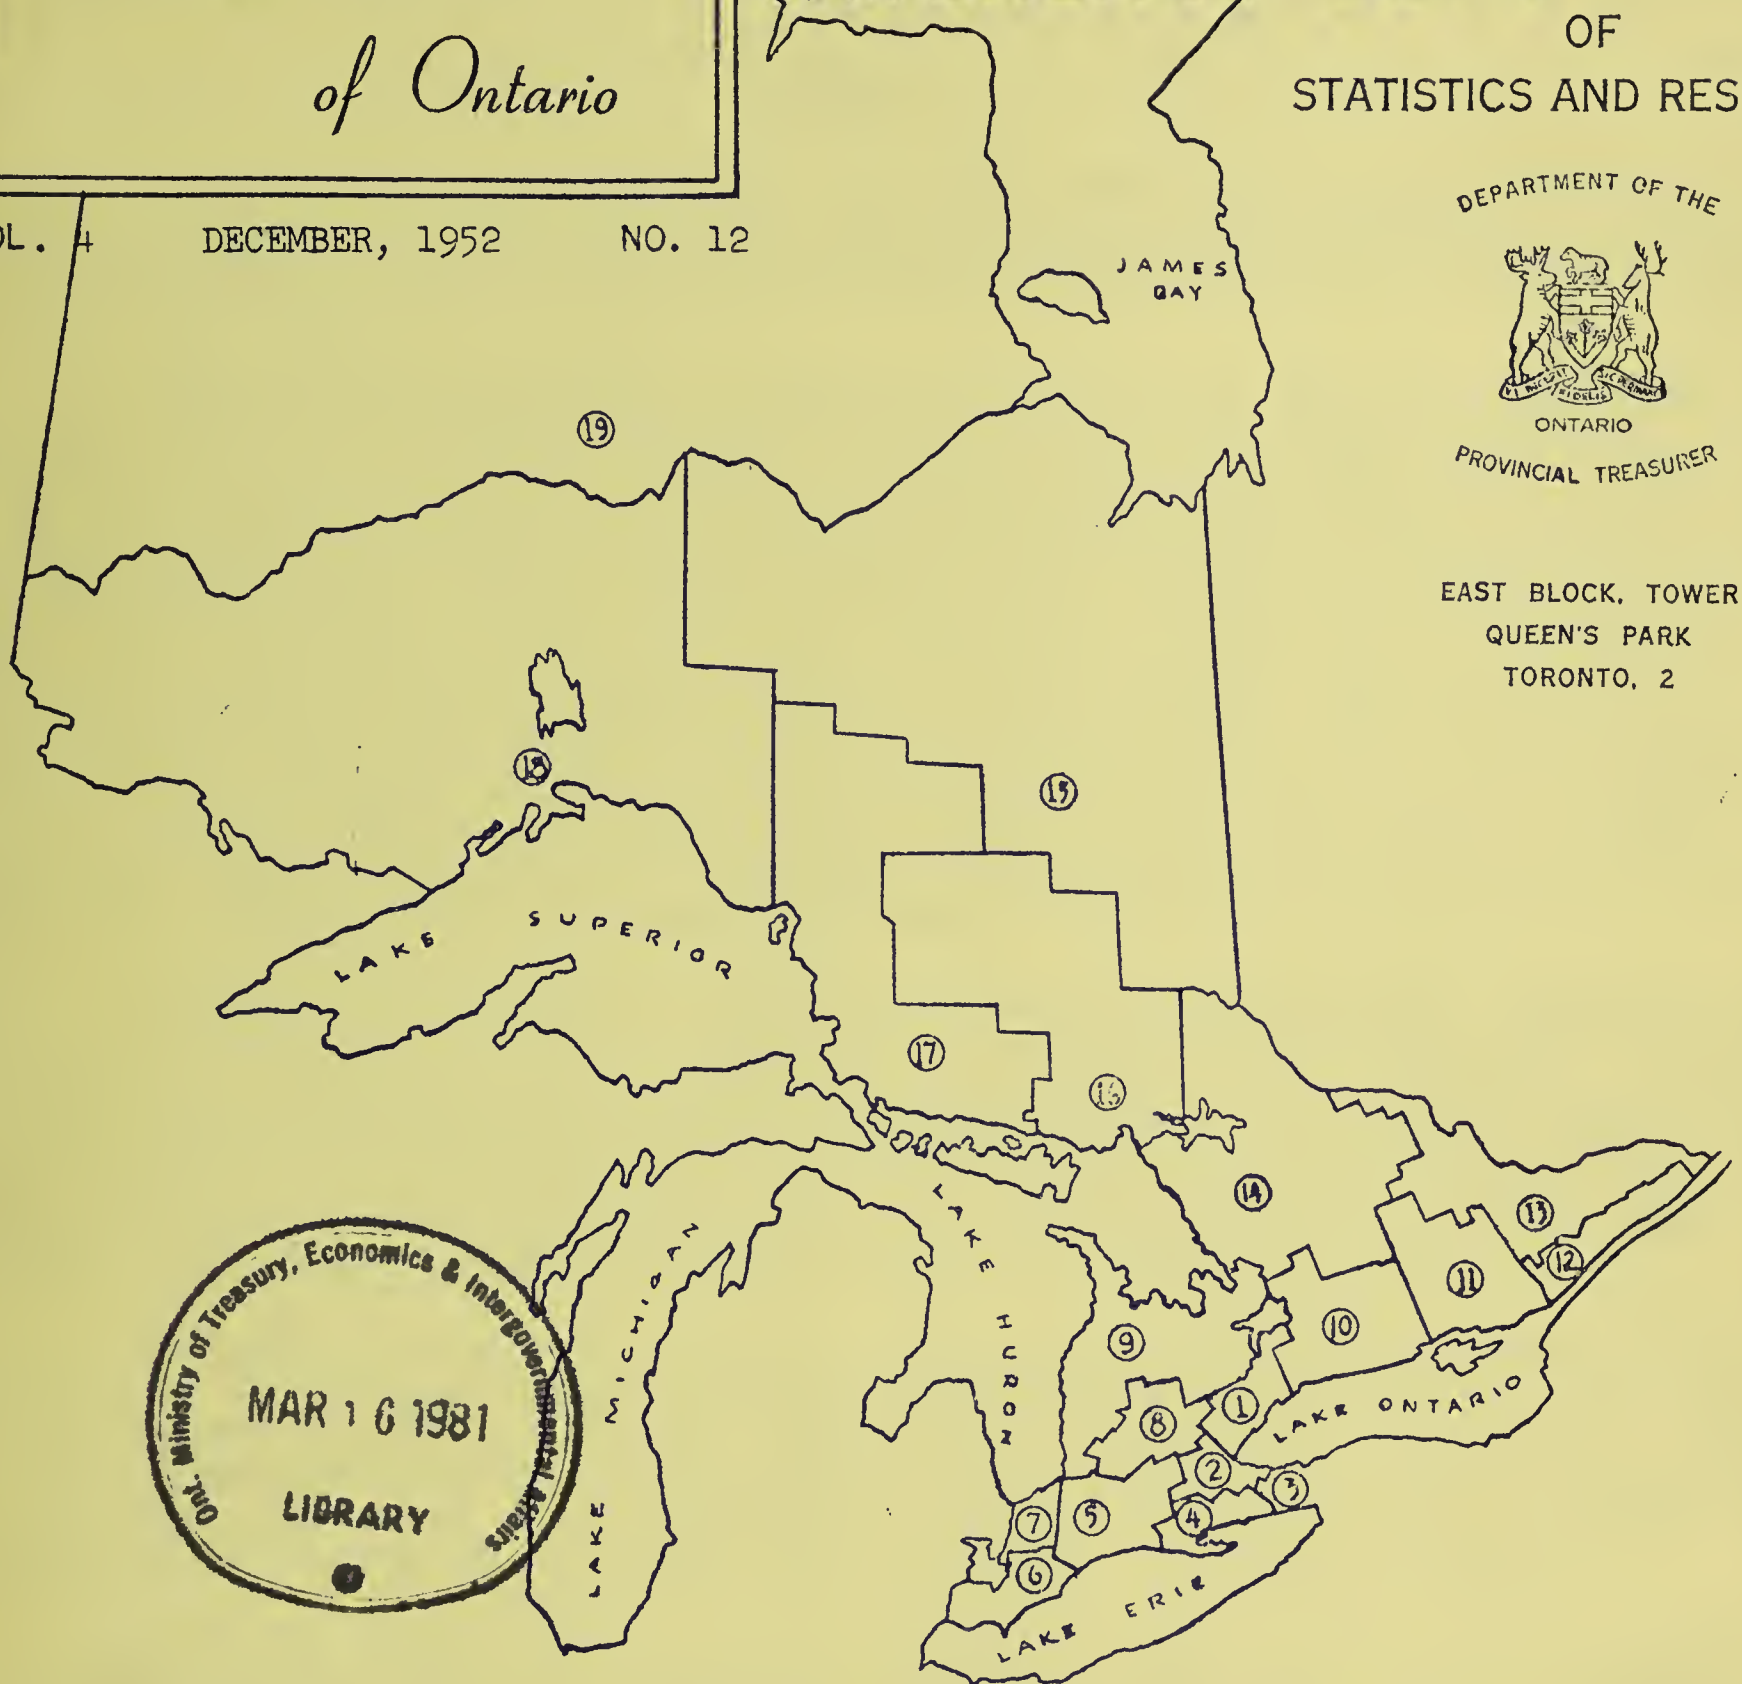 of Ontario
OF
STATISTICS AND RES
VOL. 4 DECEMBER, 1952 NO. 12
DEPARTMENT OF THE
ONTARIO
PROVINCIAL TREASURER
EAST BLOCK, TOWER
QUEEN'S PARK
TORONTO, 2
JAMES
BAY
19
18
15
LAKE SUPERIOR
17
16
14
13
12
11
10
9
1
8
2
3
4
5
7
6
LAKE MICHIGAN
LAKE HURON
LAKE ONTARIO
LAKE ERIE
Ont. Ministry of Treasury, Economics & Intergovernmental Affairs
MAR 16 1981
LIBRARY